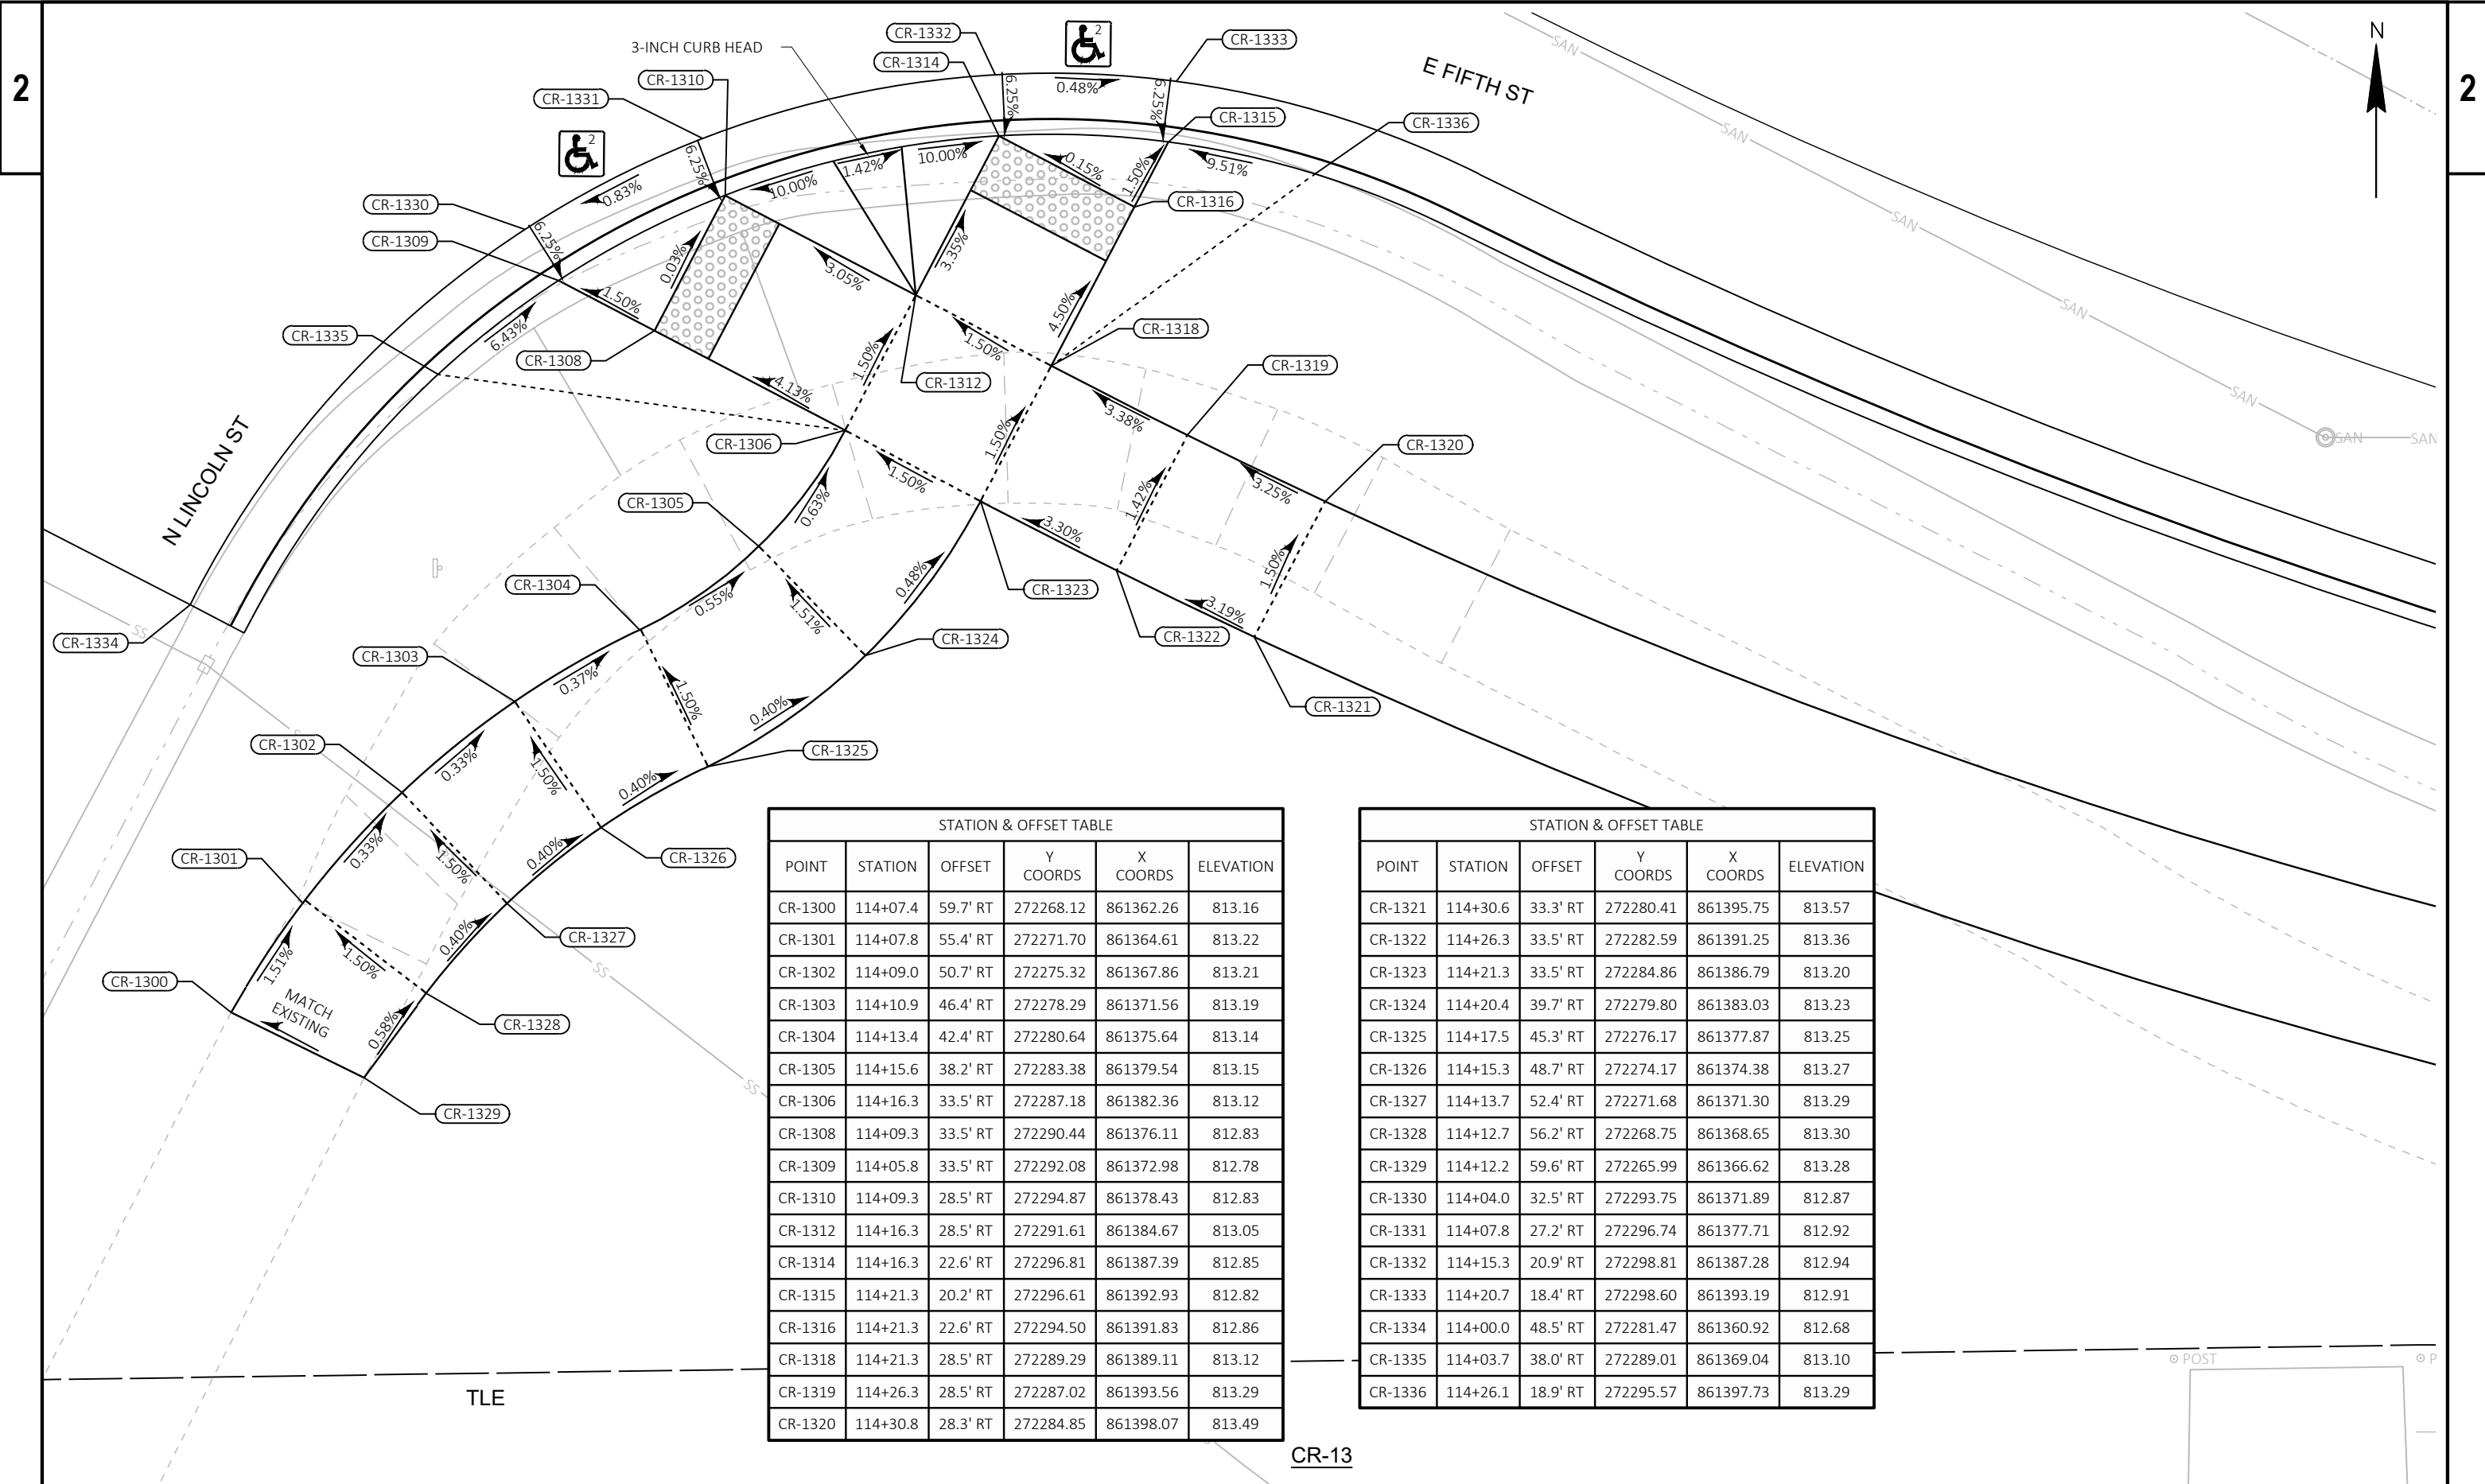 2
2
N
3-INCH CURB HEAD
CR-1332
CR-1333
CR-1314
CR-1310
CR-1331
CR-1315
CR-1336
CR-1316
CR-1330
CR-1309
CR-1335
CR-1308
CR-1318
CR-1312
CR-1319
CR-1306
CR-1320
CR-1305
CR-1304
CR-1323
CR-1324
CR-1322
CR-1334
CR-1303
CR-1321
CR-1302
CR-1325
CR-1301
CR-1326
CR-1327
CR-1300
CR-1328
CR-1329
2
2
E FIFTH ST
N LINCOLN ST
SAN
SAN
SAN
SAN
SAN
SAN
SAN
6.25%
0.48%
6.25%
6.25%
0.83%
6.25%
10.00%
1.42%
10.00%
0.15%
1.50%
9.51%
0.03%
1.50%
6.43%
3.05%
3.35%
4.50%
1.50%
1.50%
4.13%
3.38%
1.50%
1.50%
0.63%
1.42%
3.25%
3.30%
1.50%
3.19%
0.48%
0.55%
1.51%
0.37%
1.50%
0.40%
0.33%
1.50%
0.40%
0.33%
1.50%
0.40%
1.51%
1.50%
0.40%
0.58%
MATCH
EXISTING
SS
SS
SS
TLE
POST
P
STATION & OFFSET TABLE
POINT STATION OFFSET Y COORDS X COORDS ELEVATION
CR-1300 114+07.4 59.7' RT 272268.12 861362.26 813.16
CR-1301 114+07.8 55.4' RT 272271.70 861364.61 813.22
CR-1302 114+09.0 50.7' RT 272275.32 861367.86 813.21
CR-1303 114+10.9 46.4' RT 272278.29 861371.56 813.19
CR-1304 114+13.4 42.4' RT 272280.64 861375.64 813.14
CR-1305 114+15.6 38.2' RT 272283.38 861379.54 813.15
CR-1306 114+16.3 33.5' RT 272287.18 861382.36 813.12
CR-1308 114+09.3 33.5' RT 272290.44 861376.11 812.83
CR-1309 114+05.8 33.5' RT 272292.08 861372.98 812.78
CR-1310 114+09.3 28.5' RT 272294.87 861378.43 812.83
CR-1312 114+16.3 28.5' RT 272291.61 861384.67 813.05
CR-1314 114+16.3 22.6' RT 272296.81 861387.39 812.85
CR-1315 114+21.3 20.2' RT 272296.61 861392.93 812.82
CR-1316 114+21.3 22.6' RT 272294.50 861391.83 812.86
CR-1318 114+21.3 28.5' RT 272289.29 861389.11 813.12
CR-1319 114+26.3 28.5' RT 272287.02 861393.56 813.29
CR-1320 114+30.8 28.3' RT 272284.85 861398.07 813.49
STATION & OFFSET TABLE
POINT STATION OFFSET Y COORDS X COORDS ELEVATION
CR-1321 114+30.6 33.3' RT 272280.41 861395.75 813.57
CR-1322 114+26.3 33.5' RT 272282.59 861391.25 813.36
CR-1323 114+21.3 33.5' RT 272284.86 861386.79 813.20
CR-1324 114+20.4 39.7' RT 272279.80 861383.03 813.23
CR-1325 114+17.5 45.3' RT 272276.17 861377.87 813.25
CR-1326 114+15.3 48.7' RT 272274.17 861374.38 813.27
CR-1327 114+13.7 52.4' RT 272271.68 861371.30 813.29
CR-1328 114+12.7 56.2' RT 272268.75 861368.65 813.30
CR-1329 114+12.2 59.6' RT 272265.99 861366.62 813.28
CR-1330 114+04.0 32.5' RT 272293.75 861371.89 812.87
CR-1331 114+07.8 27.2' RT 272296.74 861377.71 812.92
CR-1332 114+15.3 20.9' RT 272298.81 861387.28 812.94
CR-1333 114+20.7 18.4' RT 272298.60 861393.19 812.91
CR-1334 114+00.0 48.5' RT 272281.47 861360.92 812.68
CR-1335 114+03.7 38.0' RT 272289.01 861369.04 813.10
CR-1336 114+26.1 18.9' RT 272295.57 861397.73 813.29
CR-13